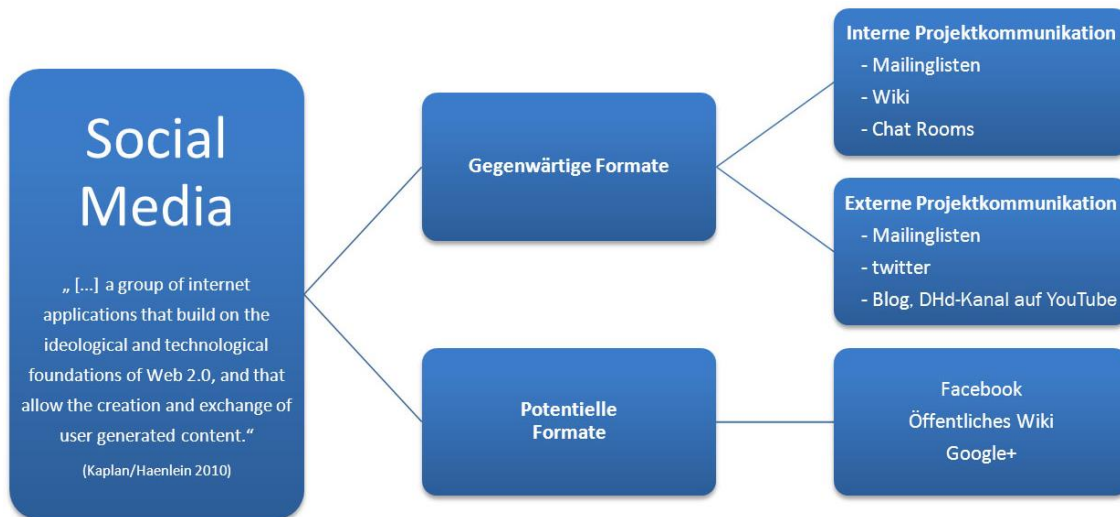 Social
Media
„ [...] a group of internet
applications that build on the
ideological and technological
foundations of Web 2.0, and that
allow the creation and exchange of
user generated content.“
(Kaplan/Haenlein 2010)
Gegenwärtige Formate
Interne Projektkommunikation
- Mailinglisten
- Wiki
- Chat Rooms
Externe Projektkommunikation
- Mailinglisten
- twitter
- Blog, DHd-Kanal auf YouTube
Potentielle
Formate
Facebook
Öffentliches Wiki
Google+